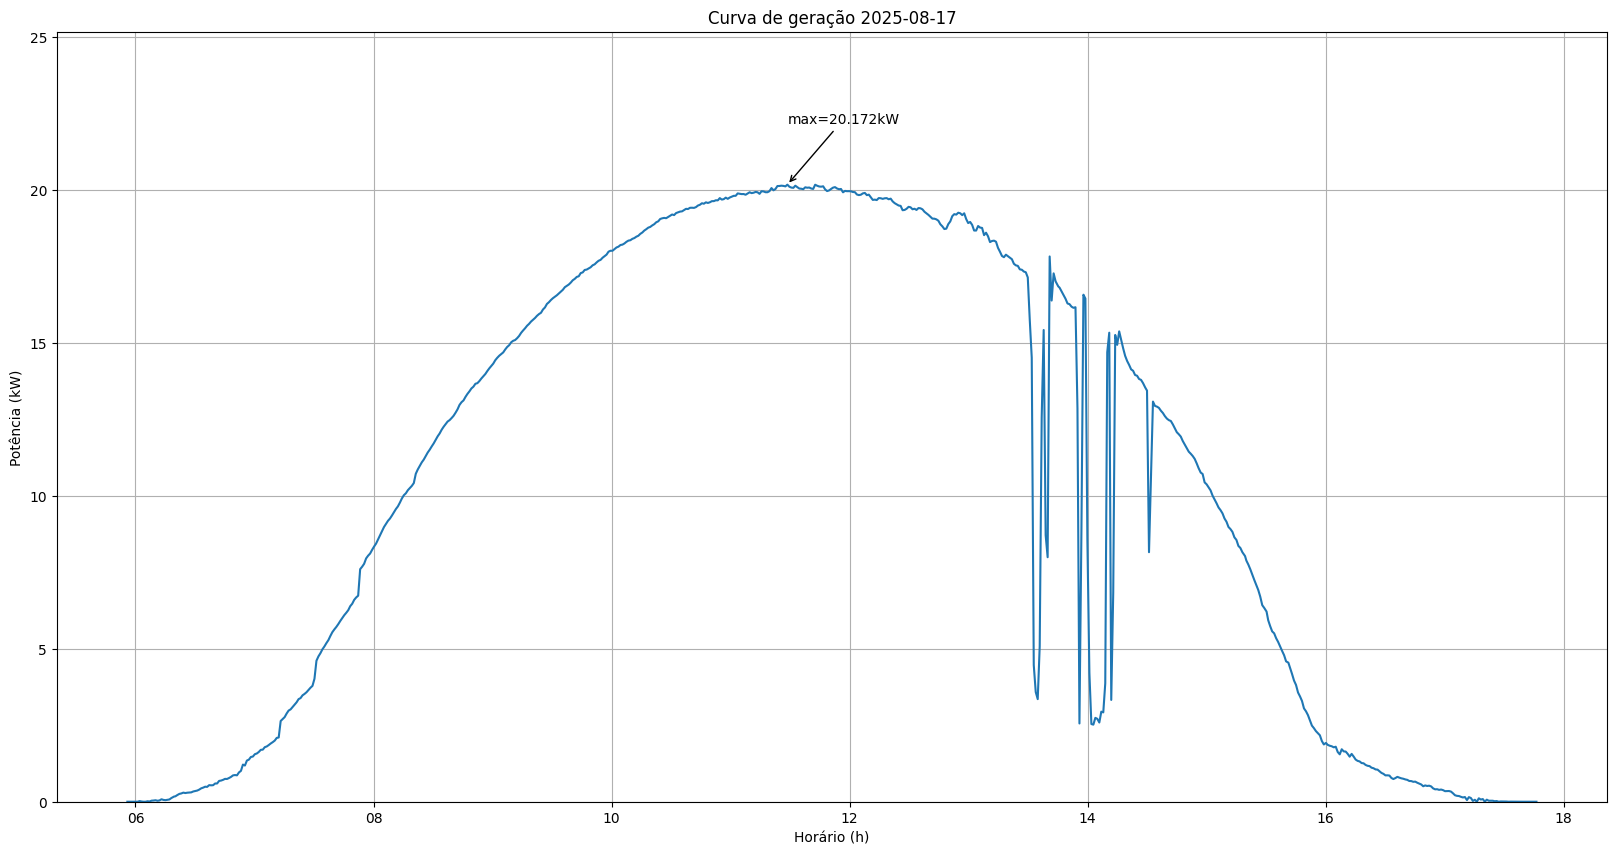 Curva de geração 2025-08-17
25
max=20.172kW
20
15
Potência (kW)
10
5
0
06 08 10 12 14 16 18
Horário (h)